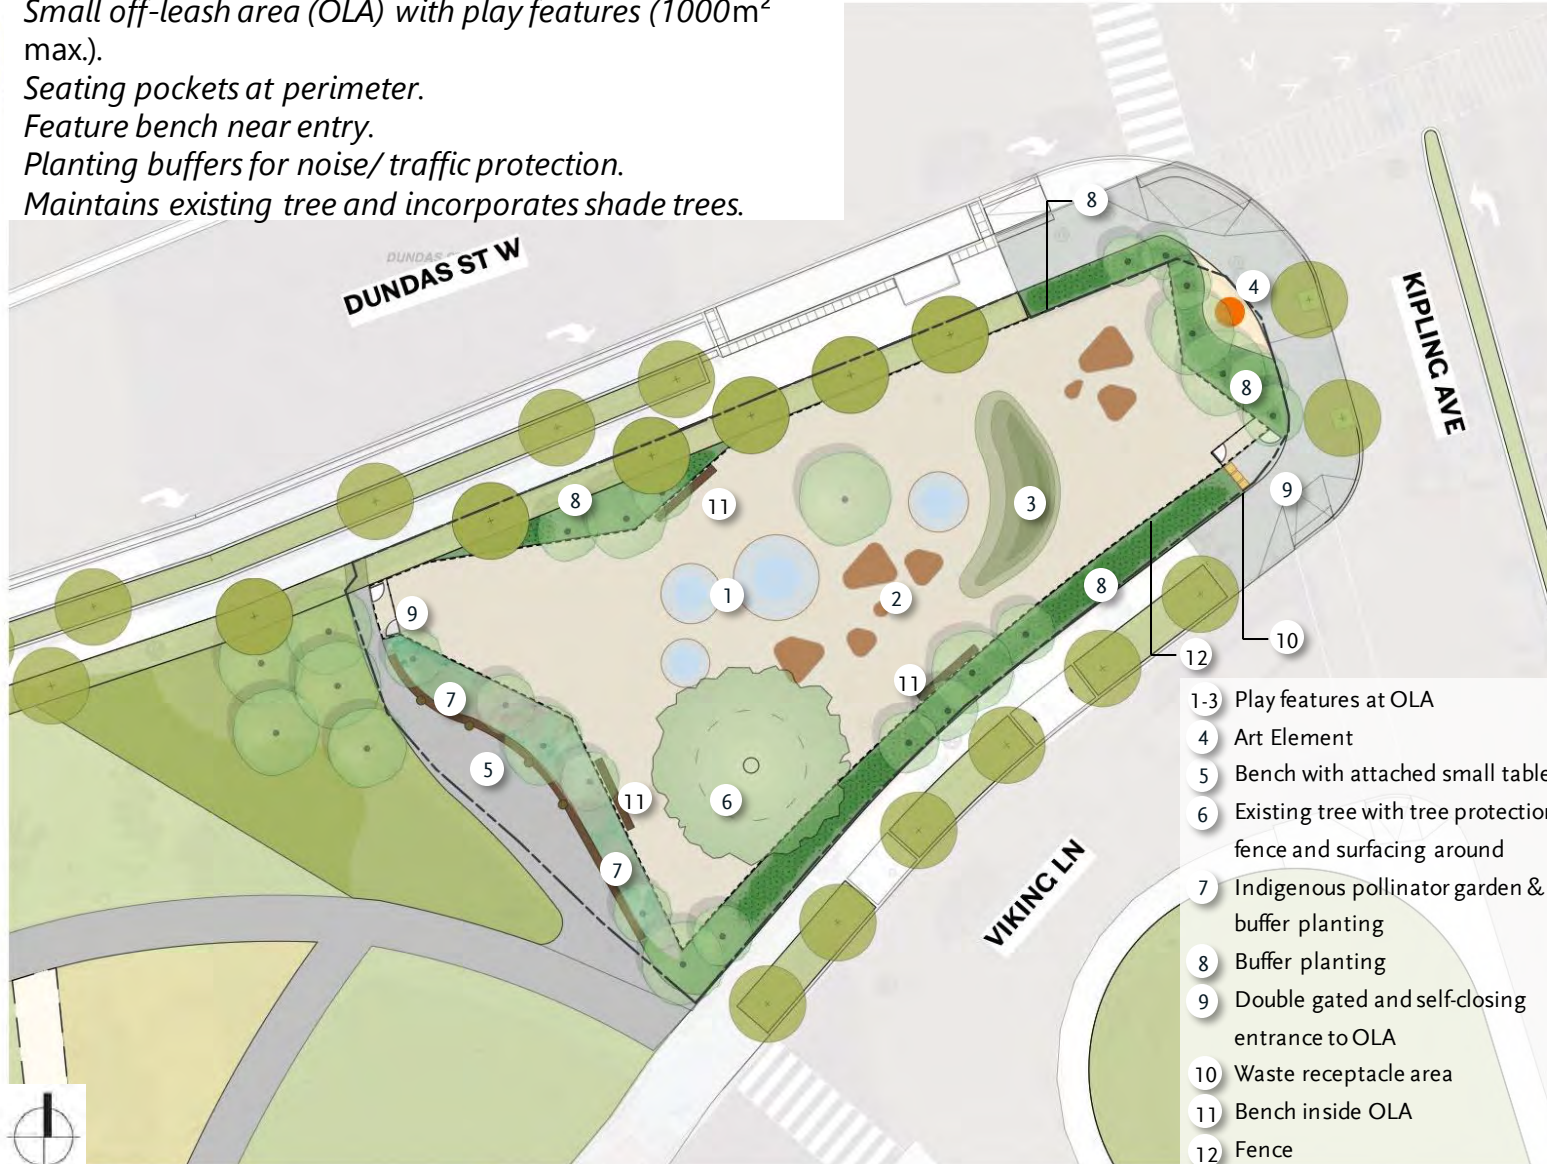 Small off-leash area (OLA) with play features (1000m²
max.).
Seating pockets at perimeter.
Feature bench near entry.
Planting buffers for noise/ traffic protection.
Maintains existing tree and incorporates shade trees.
DUNDAS ST W
KIPLING AVE
VIKING LN
8
4
8
9
3
8
11
1
2
9
8
10
12
11
7
5
11
6
7
1-3 Play features at OLA
4 Art Element
5 Bench with attached small table
6 Existing tree with tree protection
fence and surfacing around
7 Indigenous pollinator garden &
buffer planting
8 Buffer planting
9 Double gated and self-closing
entrance to OLA
10 Waste receptacle area
11 Bench inside OLA
12 Fence